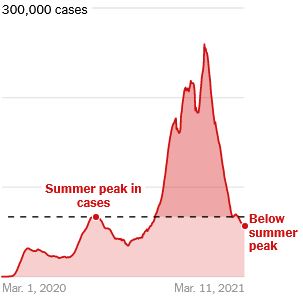 300,000 cases
Summer peak in
cases
Below
summer
peak
Mar. 1, 2020
Mar. 11, 2021